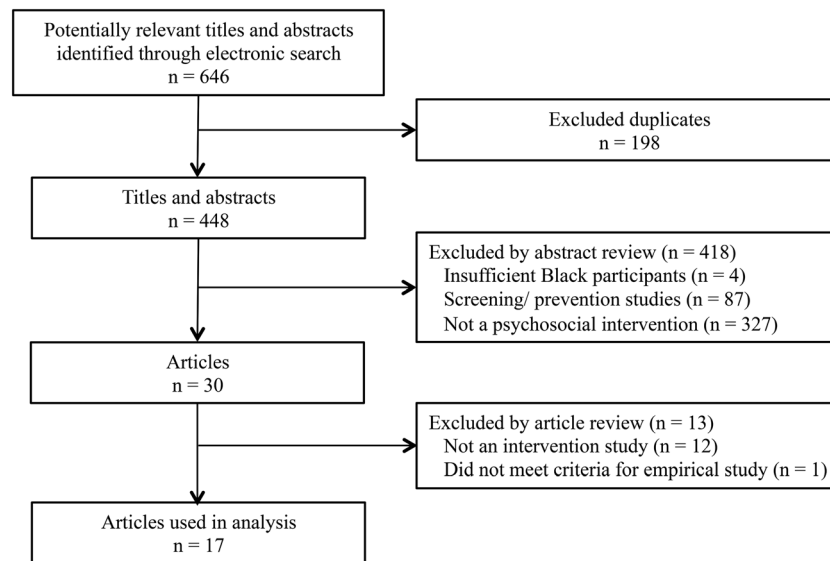 Potentially relevant titles and abstracts
identified through electronic search
n = 646
Excluded duplicates
n = 198
Titles and abstracts
n = 448
Excluded by abstract review (n = 418)
Insufficient Black participants (n = 4)
Screening/ prevention studies (n = 87)
Not a psychosocial intervention (n = 327)
Articles
n = 30
Excluded by article review (n = 13)
Not an intervention study (n = 12)
Did not meet criteria for empirical study (n = 1)
Articles used in analysis
n = 17